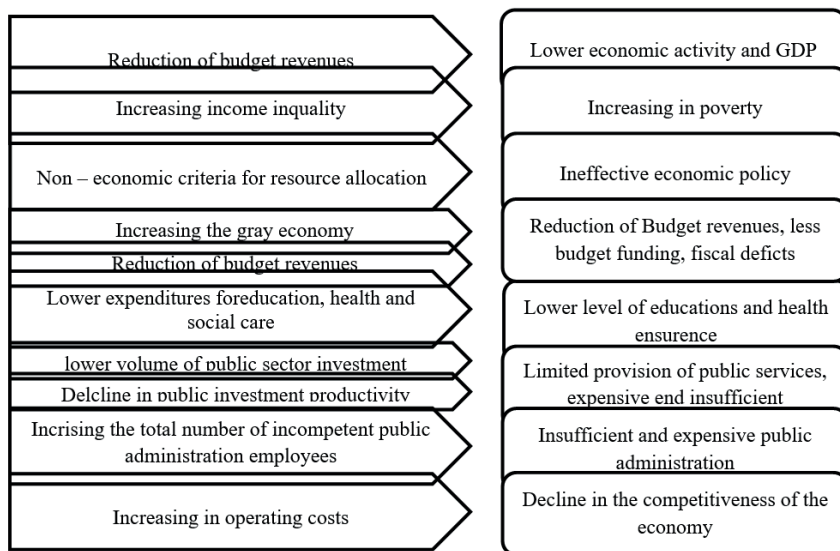 Reduction of budget revenues
Lower economic activity and GDP
Increasing income inquality
Increasing in poverty
Non – economic criteria for resource allocation
Ineffective economic policy
Increasing the gray economy
Reduction of Budget revenues, less
budget funding, fiscal deficts
Reduction of budget revenues
Lower expenditures foreducation, health and
social care
Lower level of educations and health
ensurence
lower volume of public sector investment
Limited provision of public services,
expensive end insufficient
Delcline in public investment productivity
Incrising the total number of incompetent public
administration employees
Insufficient and expensive public
administration
Increasing in operating costs
Decline in the competitiveness of the
economy